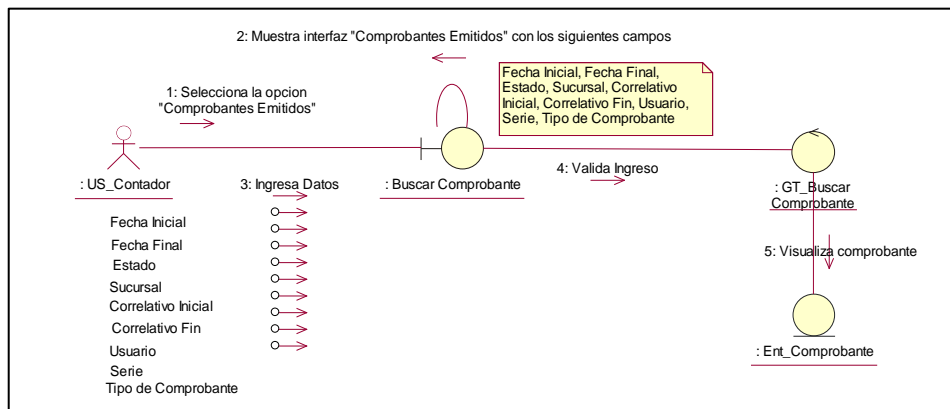 2: Muestra interfaz "Comprobantes Emitidos" con los siguientes campos
Fecha Inicial, Fecha Final,
Estado, Sucursal, Correlativo
Inicial, Correlativo Fin, Usuario,
Serie, Tipo de Comprobante
1: Selecciona la opcion
"Comprobantes Emitidos"
: US_Contador
3: Ingresa Datos
: Buscar Comprobante
4: Valida Ingreso
: GT_Buscar
Comprobante
Fecha Inicial
Fecha Final
Estado
Sucursal
Correlativo Inicial
Correlativo Fin
Usuario
Serie
Tipo de Comprobante
5: Visualiza comprobante
: Ent_Comprobante